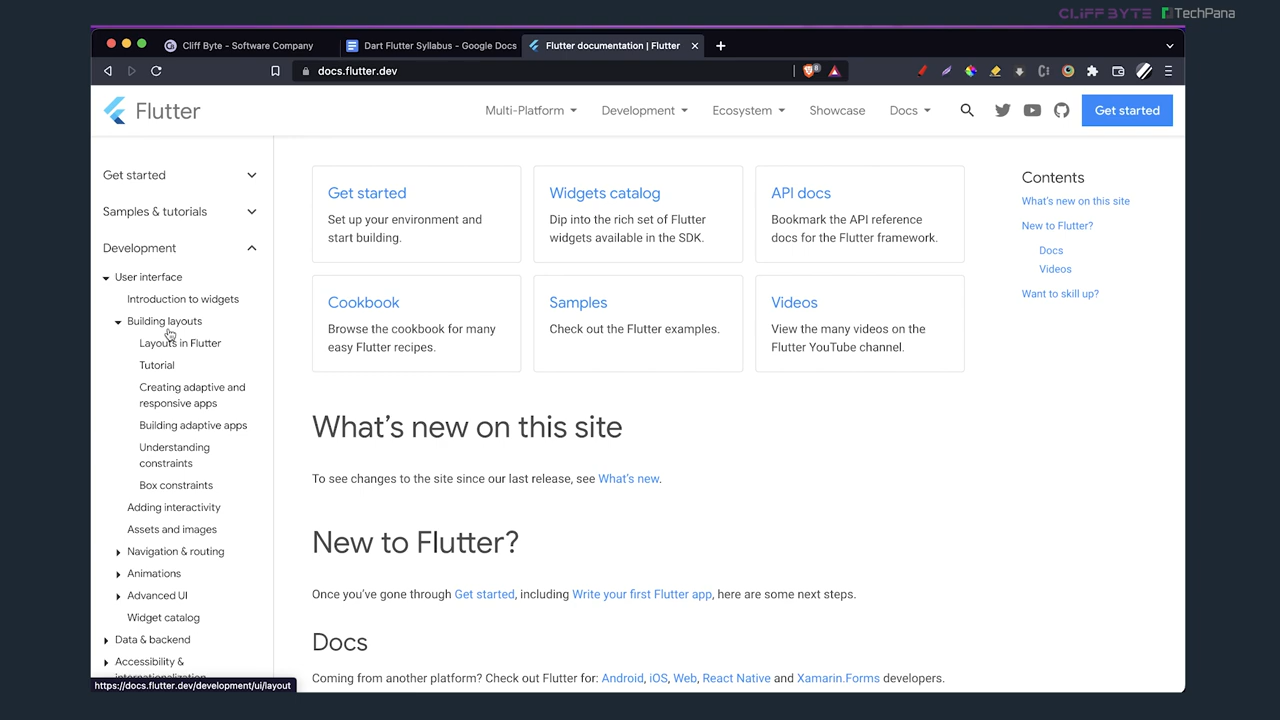 CLIFF BYTE TechPana
Cliff Byte - Software Company
Dart Flutter Syllabus - Google Docs
Flutter documentation | Flutter
docs.flutter.dev
Flutter
Multi-Platform
Development
Ecosystem
Showcase
Docs
Get started
Get started
Samples & tutorials
Development
User interface
Introduction to widgets
Building layouts
Layouts in Flutter
Tutorial
Creating adaptive and
responsive apps
Building adaptive apps
Understanding
constraints
Box constraints
Adding interactivity
Assets and images
Navigation & routing
Animations
Advanced UI
Widget catalog
Data & backend
Accessibility &
internationalization
https://docs.flutter.dev/development/ui/layout
Get started
Set up your environment and
start building.
Widgets catalog
Dip into the rich set of Flutter
widgets available in the SDK.
API docs
Bookmark the API reference
docs for the Flutter framework.
Cookbook
Browse the cookbook for many
easy Flutter recipes.
Samples
Check out the Flutter examples.
Videos
View the many videos on the
Flutter YouTube channel.
What's new on this site
To see changes to the site since our last release, see What's new.
New to Flutter?
Once you've gone through Get started, including Write your first Flutter app, here are some next steps.
Docs
Coming from another platform? Check out Flutter for: Android, iOS, Web, React Native and Xamarin.Forms developers.
Contents
What's new on this site
New to Flutter?
Docs
Videos
Want to skill up?